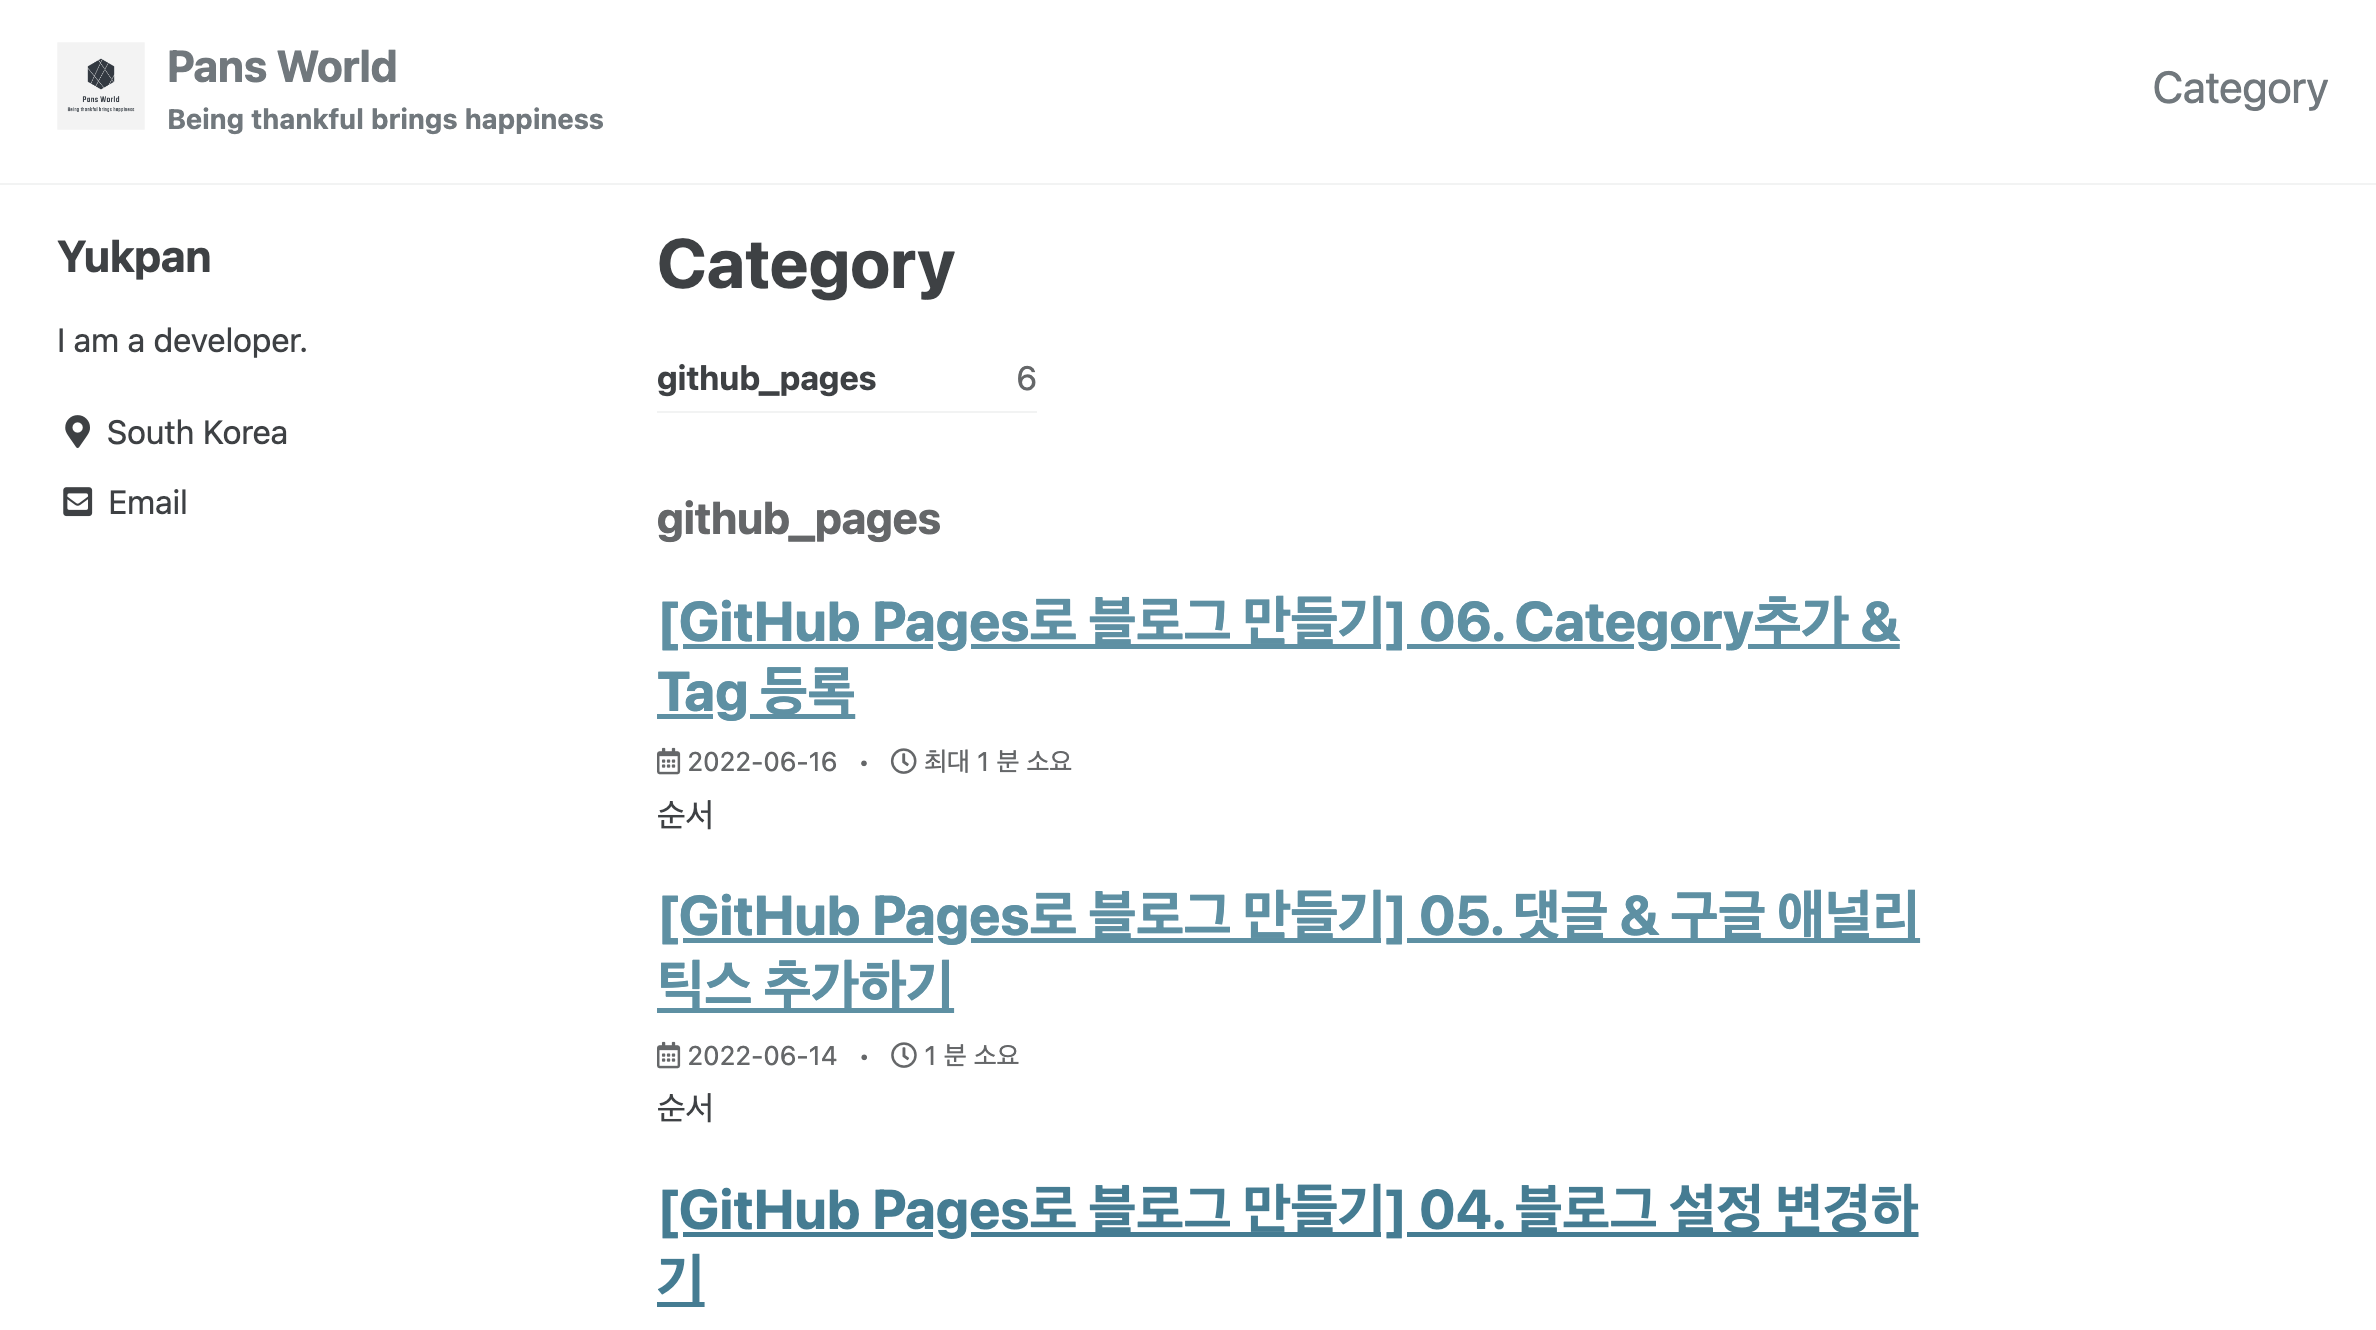 Pans World
Being thankful brings happiness
Pans World
Being thankful brings happiness
Category
Yukpan
I am a developer.
South Korea
Email
Category
github_pages 6
github_pages
[GitHub Pages로 블로그 만들기] 06. Category추가 &
Tag 등록
2022-06-16 • 최대 1 분 소요
순서
[GitHub Pages로 블로그 만들기] 05. 댓글 & 구글 애널리
틱스 추가하기
2022-06-14 • 1 분 소요
순서
[GitHub Pages로 블로그 만들기] 04. 블로그 설정 변경하
기